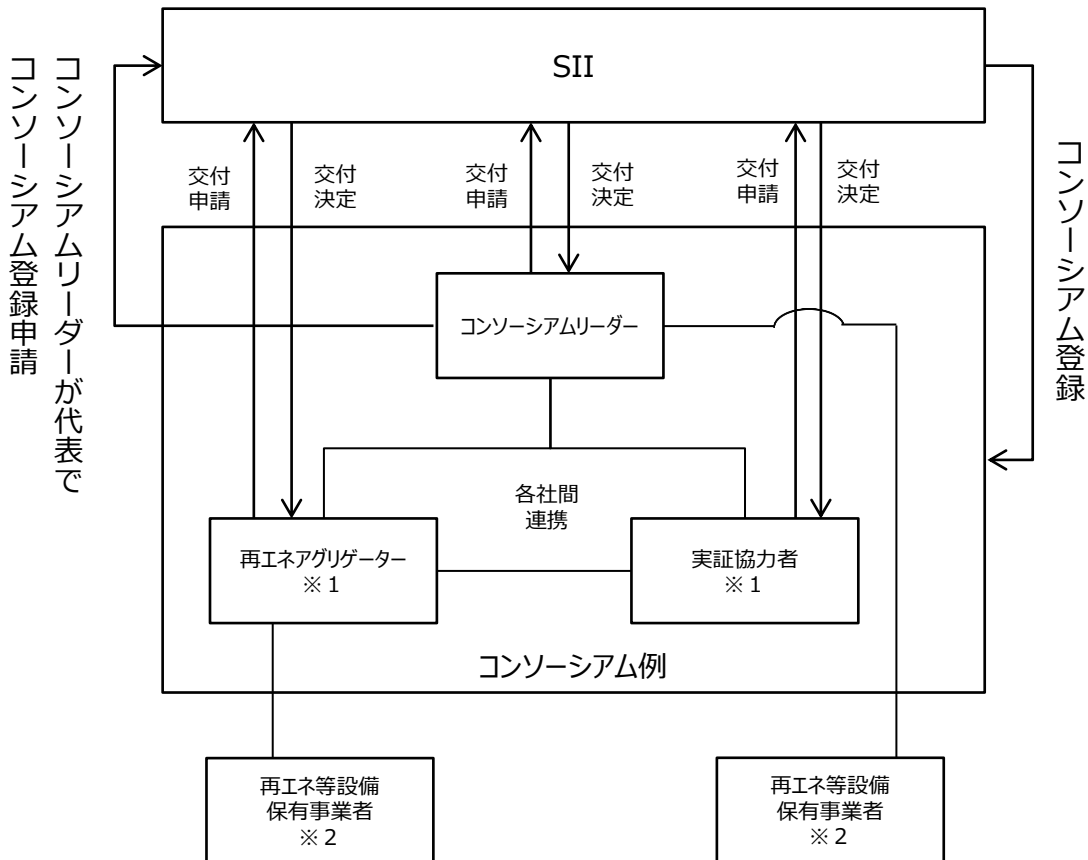 SII
コンソーシアムリーダーが代表で
コンソーシアム登録申請
交付
申請
交付
決定
交付
申請
交付
決定
交付
申請
交付
決定
コンソーシアム登録
コンソーシアムリーダー
各社間
連携
再エネアグリゲーター
※1
実証協力者
※1
コンソーシアム例
再エネ等設備
保有事業者
※2
再エネ等設備
保有事業者
※2